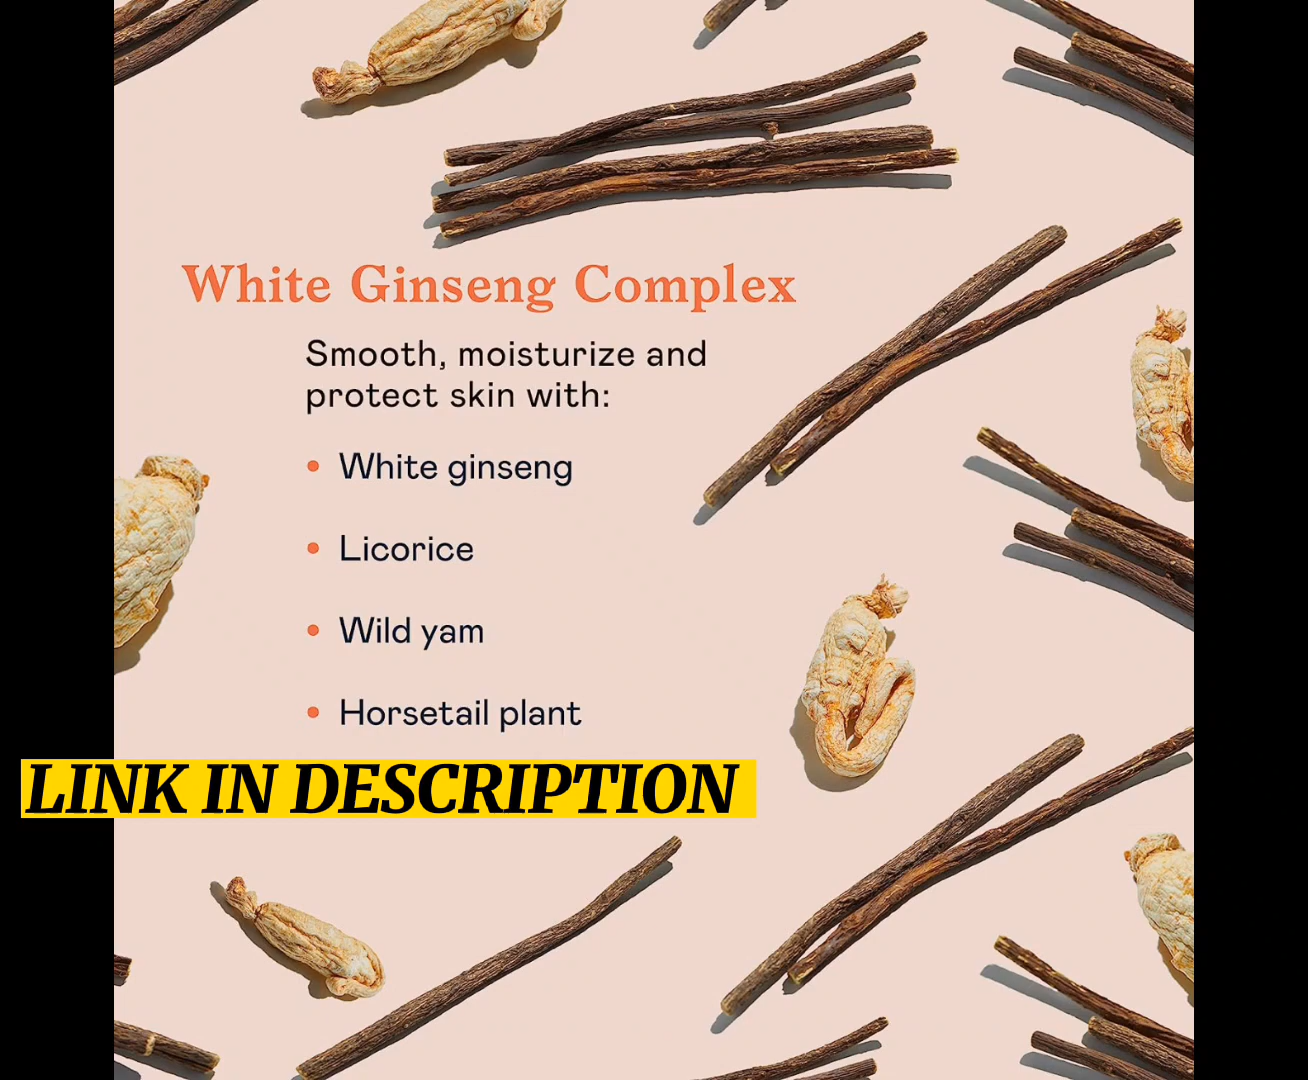 White Ginseng Complex
Smooth, moisturize and
protect skin with:
• White ginseng
• Licorice
• Wild yam
• Horsetail plant
LINK IN DESCRIPTION